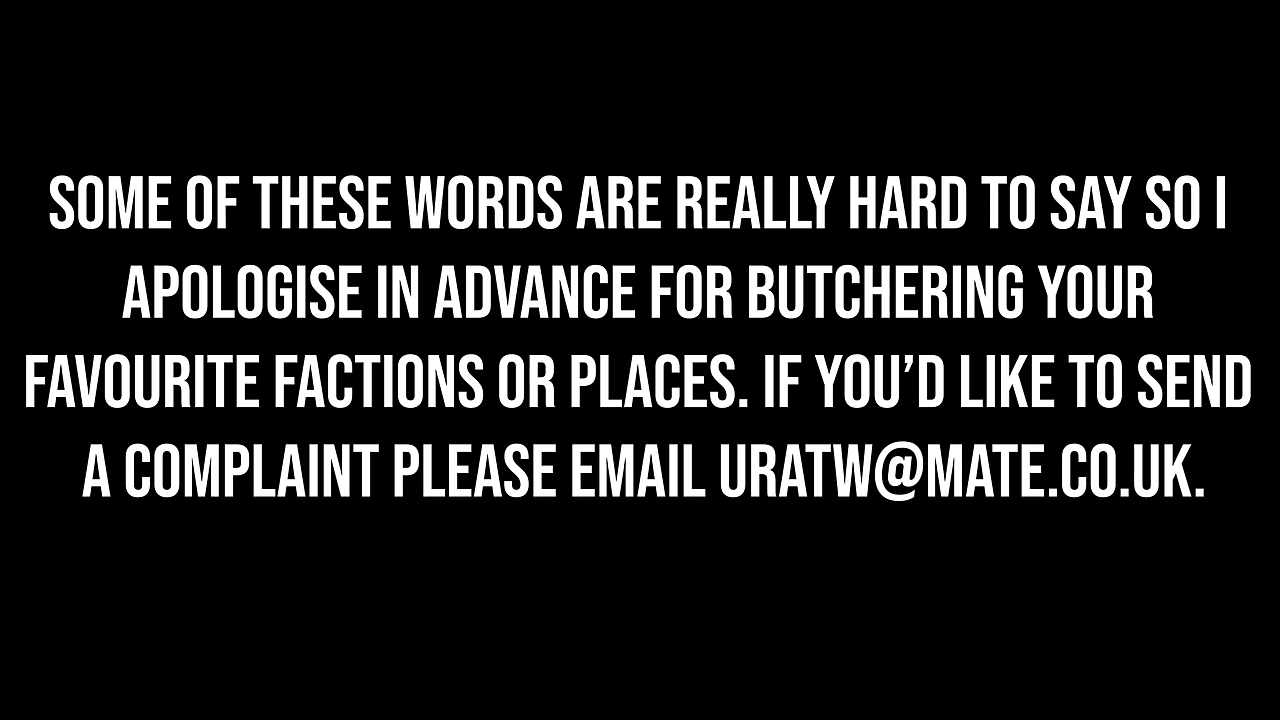 SOME OF THESE WORDS ARE REALLY HARD TO SAY SO I
APOLOGISE IN ADVANCE FOR BUTCHERING YOUR
FAVOURITE FACTIONS OR PLACES. IF YOU’D LIKE TO SEND
A COMPLAINT PLEASE EMAIL URATW@MATE.CO.UK.